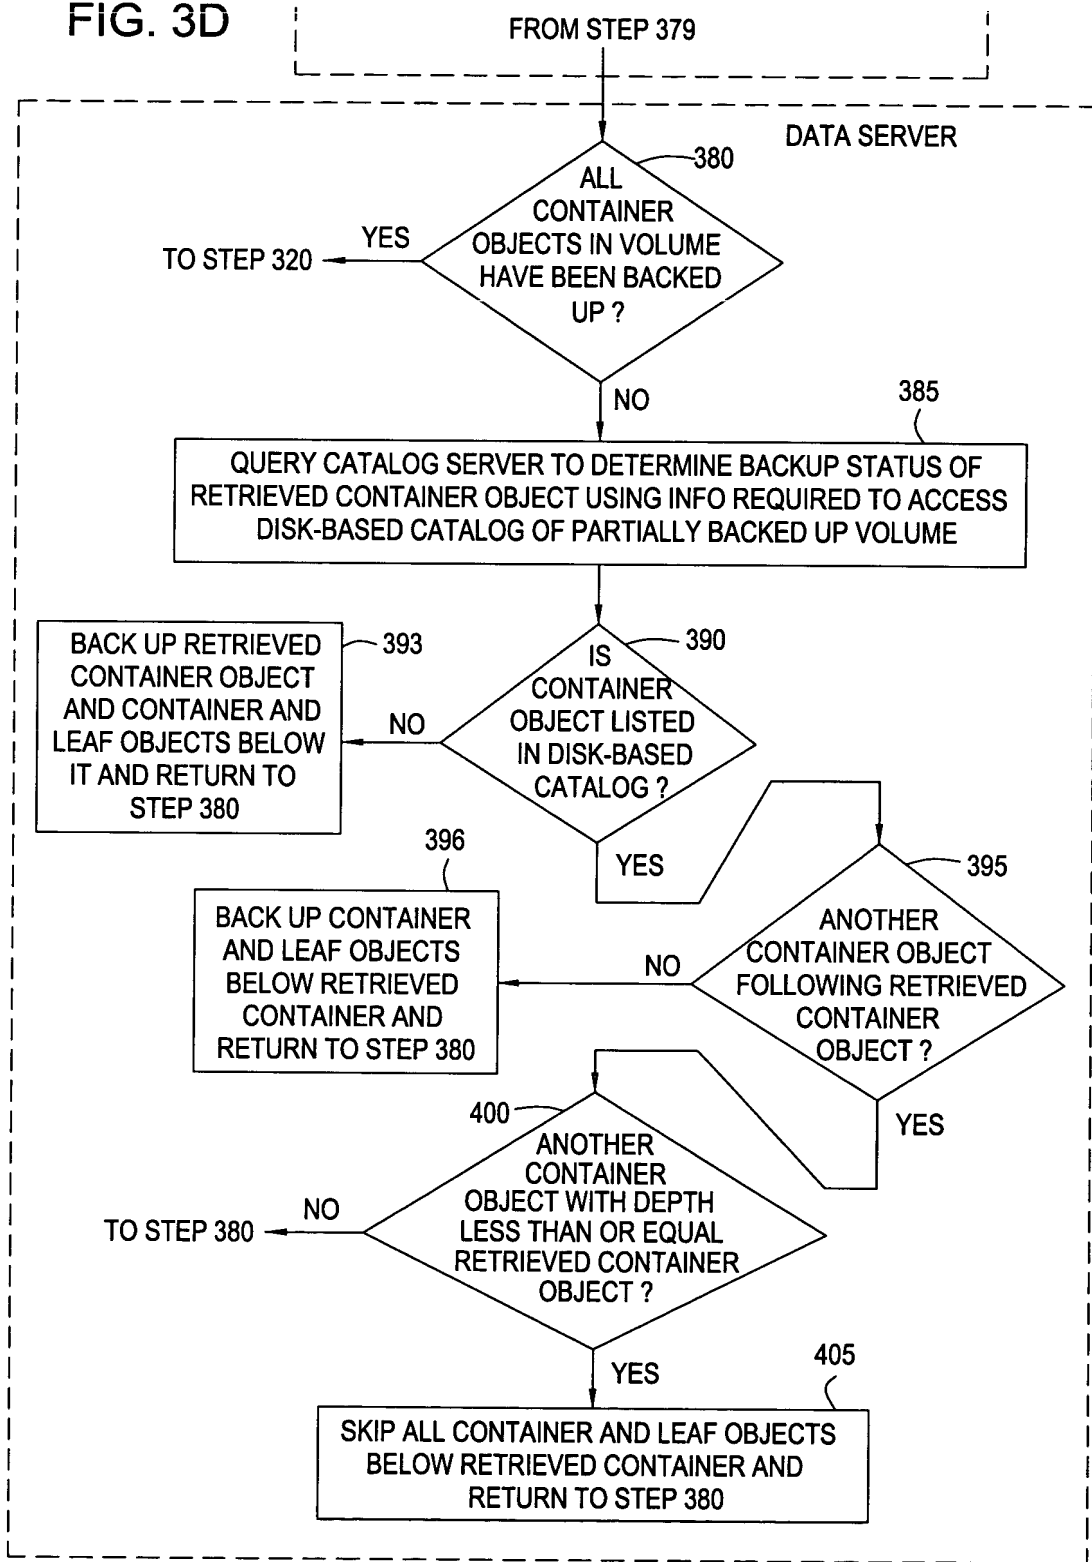 FIG. 3D
FROM STEP 379
DATA SERVER
380
ALL
CONTAINER
OBJECTS IN VOLUME
HAVE BEEN BACKED
UP ?
YES
TO STEP 320
NO
385
QUERY CATALOG SERVER TO DETERMINE BACKUP STATUS OF
RETRIEVED CONTAINER OBJECT USING INFO REQUIRED TO ACCESS
DISK-BASED CATALOG OF PARTIALLY BACKED UP VOLUME
390
IS
CONTAINER
OBJECT LISTED
IN DISK-BASED
CATALOG ?
NO
393
BACK UP RETRIEVED
CONTAINER OBJECT
AND CONTAINER AND
LEAF OBJECTS BELOW
IT AND RETURN TO
STEP 380
YES
395
ANOTHER
CONTAINER OBJECT
FOLLOWING RETRIEVED
CONTAINER
OBJECT ?
NO
396
BACK UP CONTAINER
AND LEAF OBJECTS
BELOW RETRIEVED
CONTAINER AND
RETURN TO STEP 380
YES
400
ANOTHER
CONTAINER
OBJECT WITH DEPTH
LESS THAN OR EQUAL
RETRIEVED CONTAINER
OBJECT ?
NO
TO STEP 380
YES
405
SKIP ALL CONTAINER AND LEAF OBJECTS
BELOW RETRIEVED CONTAINER AND
RETURN TO STEP 380